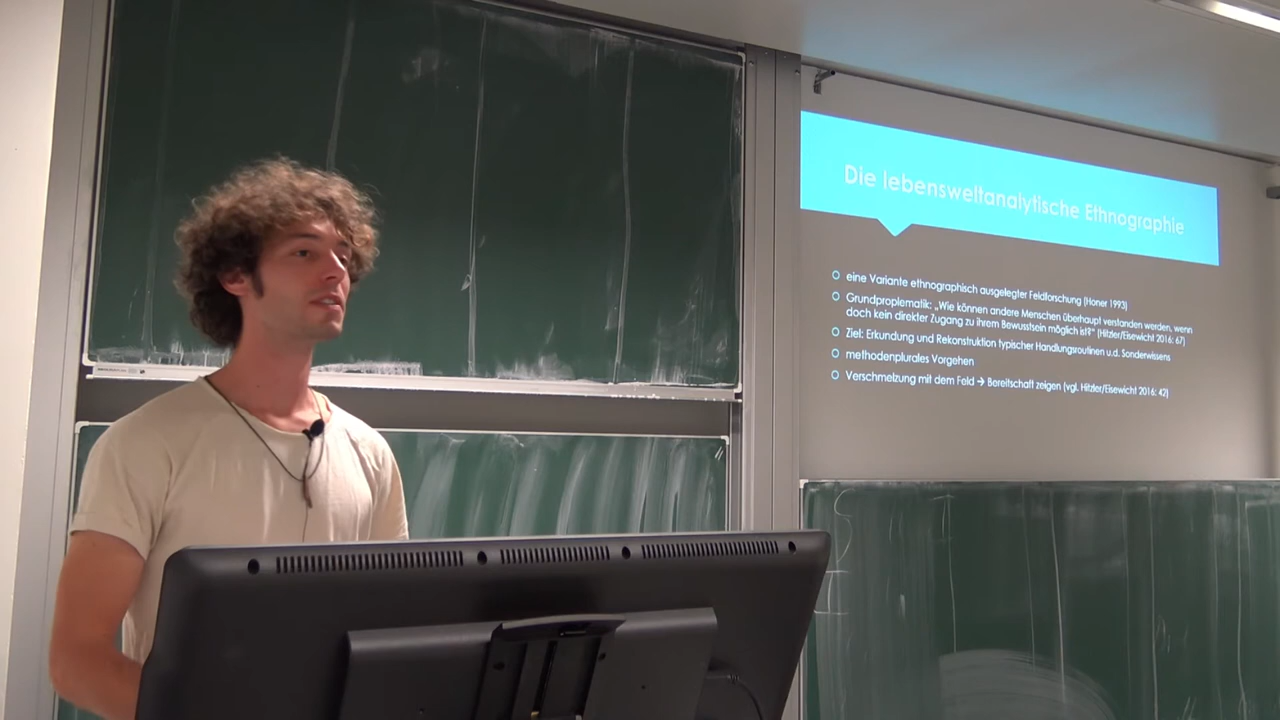 Die lebensweltanalytische Ethnographie
eine Variante ethnographisch ausgelegter Feldforschung (Honer 1993)
Grundproplematik: „Wie können andere Menschen überhaupt verstanden werden, wenn
doch kein direkter Zugang zu ihrem Bewusstsein möglich ist?“ (Hitzler/Eisewicht 2016: 67)
Ziel: Erkundung und Rekonstruktion typischer Handlungsroutinen u.d. Sonderwissens
methodenplurales Vorgehen
Verschmelzung mit dem Feld → Bereitschaft zeigen (vgl. Hitzler/Eisewicht 2016: 42)